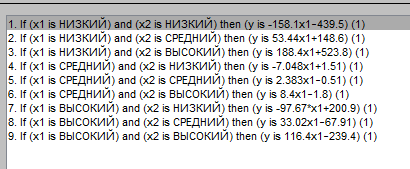 1. If (x1 is НИЗКИЙ) and (x2 is НИЗКИЙ) then (y is -158.1x1−439.5) (1)
2. If (x1 is НИЗКИЙ) and (x2 is СРЕДНИЙ) then (y is 53.44x1+148.6) (1)
3. If (x1 is НИЗКИЙ) and (x2 is ВЫСОКИЙ) then (y is 188.4x1+523.8) (1)
4. If (x1 is СРЕДНИЙ) and (x2 is НИЗКИЙ) then (y is -7.048x1+1.51) (1)
5. If (x1 is СРЕДНИЙ) and (x2 is СРЕДНИЙ) then (y is 2.383x1−0.51) (1)
6. If (x1 is СРЕДНИЙ) and (x2 is ВЫСОКИЙ) then (y is 8.4x1−1.8) (1)
7. If (x1 is ВЫСОКИЙ) and (x2 is НИЗКИЙ) then (y is -97.67*x1+200.9) (1)
8. If (x1 is ВЫСОКИЙ) and (x2 is СРЕДНИЙ) then (y is 33.02x1−67.91) (1)
9. If (x1 is ВЫСОКИЙ) and (x2 is ВЫСОКИЙ) then (y is 116.4x1−239.4) (1)